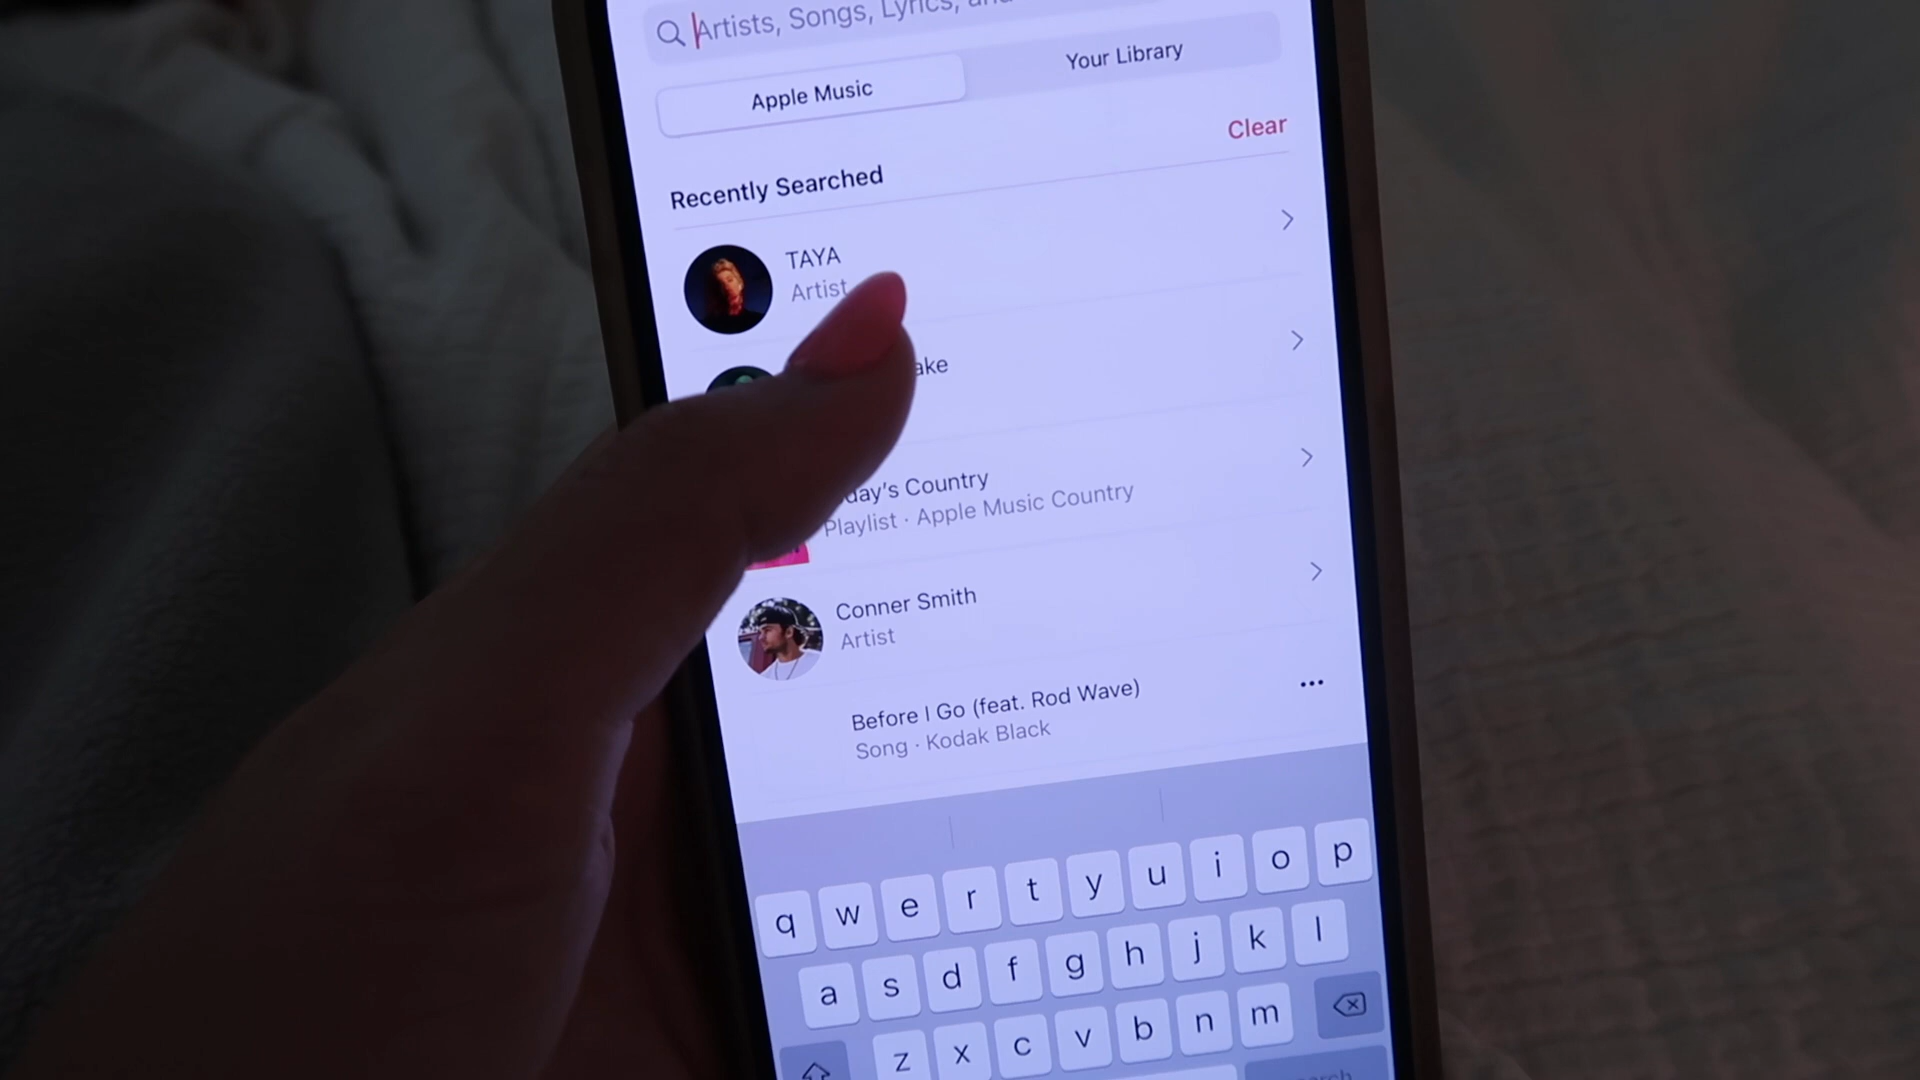 Artists, Songs, Lyrics, and
Apple Music
Your Library
Recently Searched
Clear
TAYA
Artist
ake
day's Country
Playlist · Apple Music Country
Conner Smith
Artist
Before I Go (feat. Rod Wave)
Song · Kodak Black
q w e r t y u i o p
a s d f g h j k l
z x c v b n m